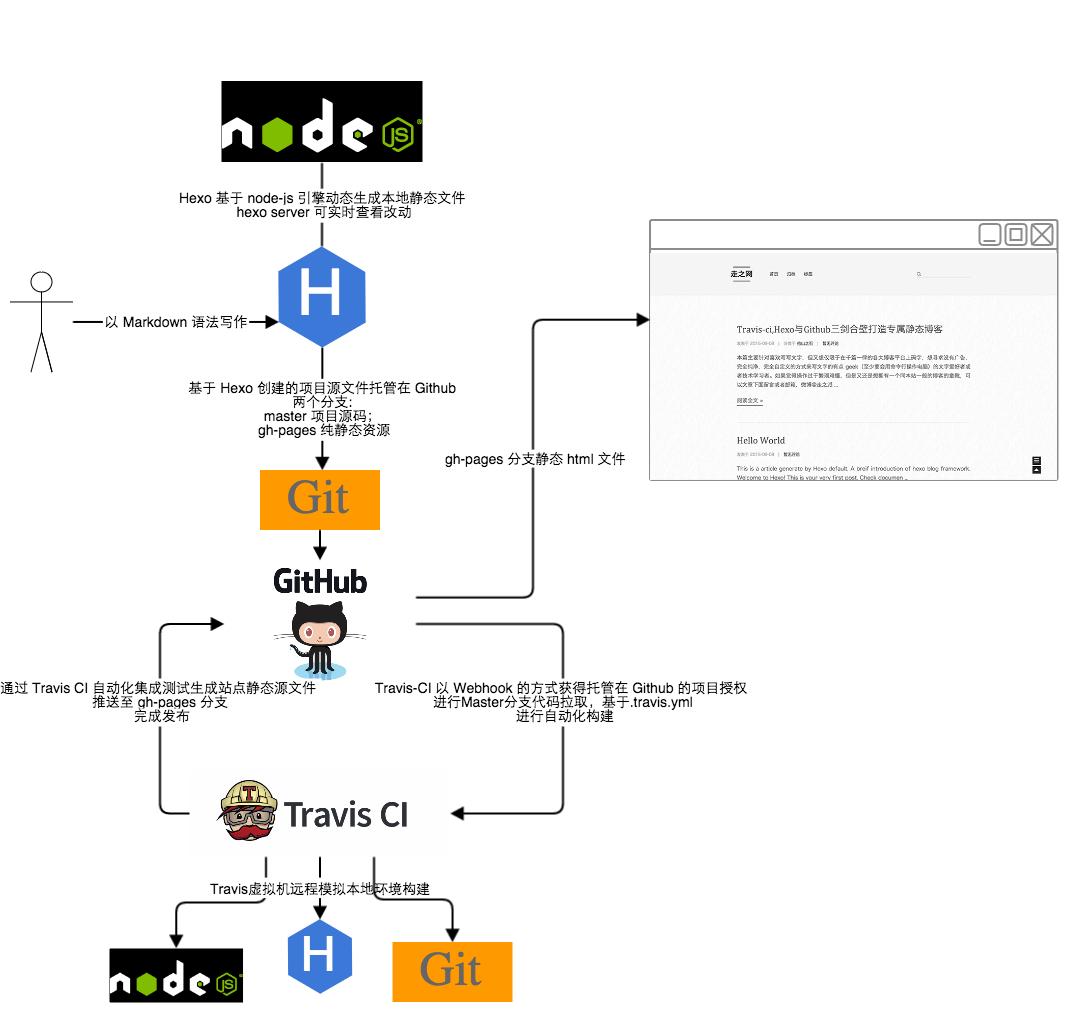 node JS
Hexo 基于 node-js 引擎动态生成本地静态文件
hexo server 可实时查看改动
H
以 Markdown 语法写作
基于 Hexo 创建的项目源文件托管在 Github
两个分支:
master 项目源码；
gh-pages 纯静态资源
Git
GitHub
gh-pages 分支静态 html 文件
走之网
首页 归档 标签
Travis-ci,Hexo与Github三剑合壁打造专属静态博客
阅读全文 »
Hello World
This is a article generate by Hexo default. A breif introduction of hexo blog framework.
Welcome to Hexo! This is your very first post. Check documen ...
通过 Travis CI 自动化集成测试生成站点静态源文件
推送至 gh-pages 分支
完成发布
Travis-CI 以 Webhook 的方式获得托管在 Github 的项目授权
进行Master分支代码拉取，基于.travis.yml
进行自动化构建
T
Travis CI
Travis虚拟机远程模拟本地环境构建
node JS
H
Git